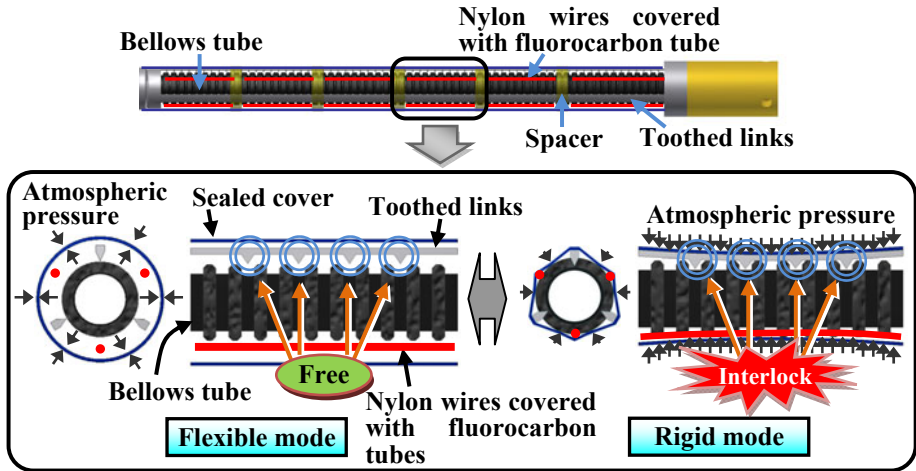 Bellows tube
Nylon wires covered
with fluorocarbon tube
Spacer
Toothed links
Atmospheric
pressure
Sealed cover
Toothed links
Atmospheric pressure
Bellows tube
Free
Interlock
Nylon wires covered
with fluorocarbon
tubes
Flexible mode
Rigid mode